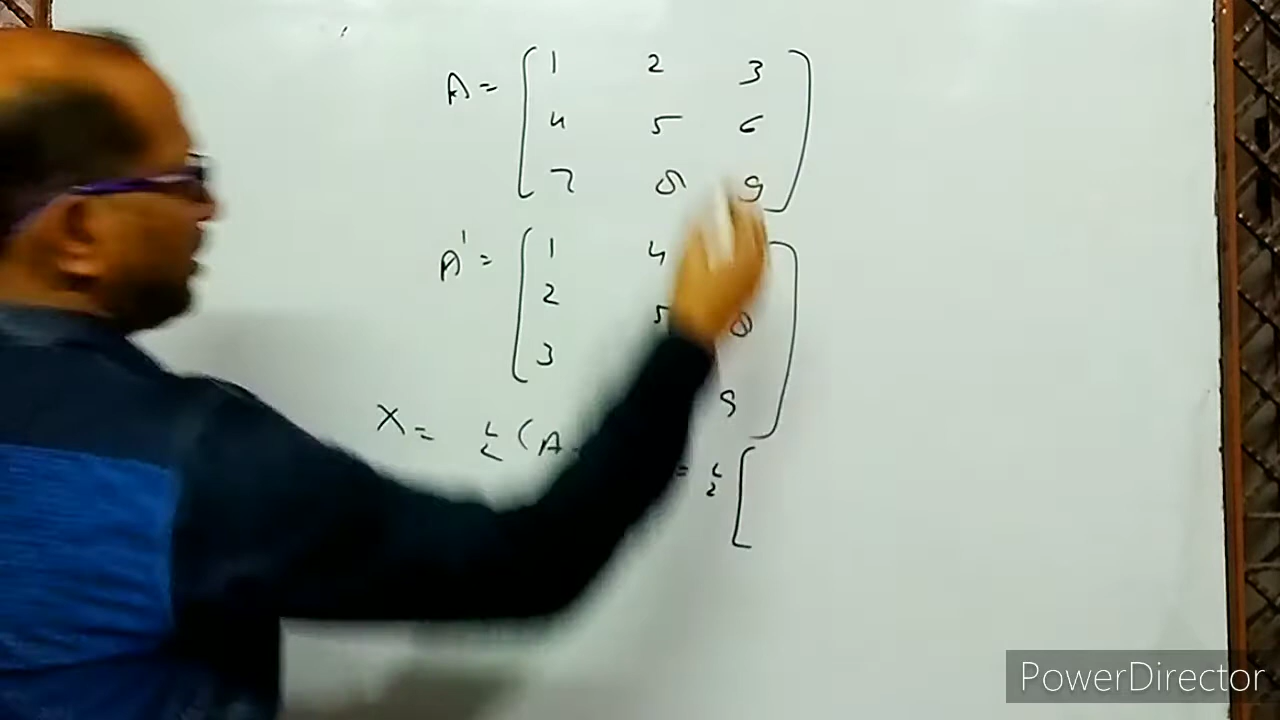 A = [ 1 2 3
4 5 6
7 8 9 ]
A' = [ 1 4
2 5 8
3 9 ]
X = 1/2 ( A
= 1/2 [
PowerDirector